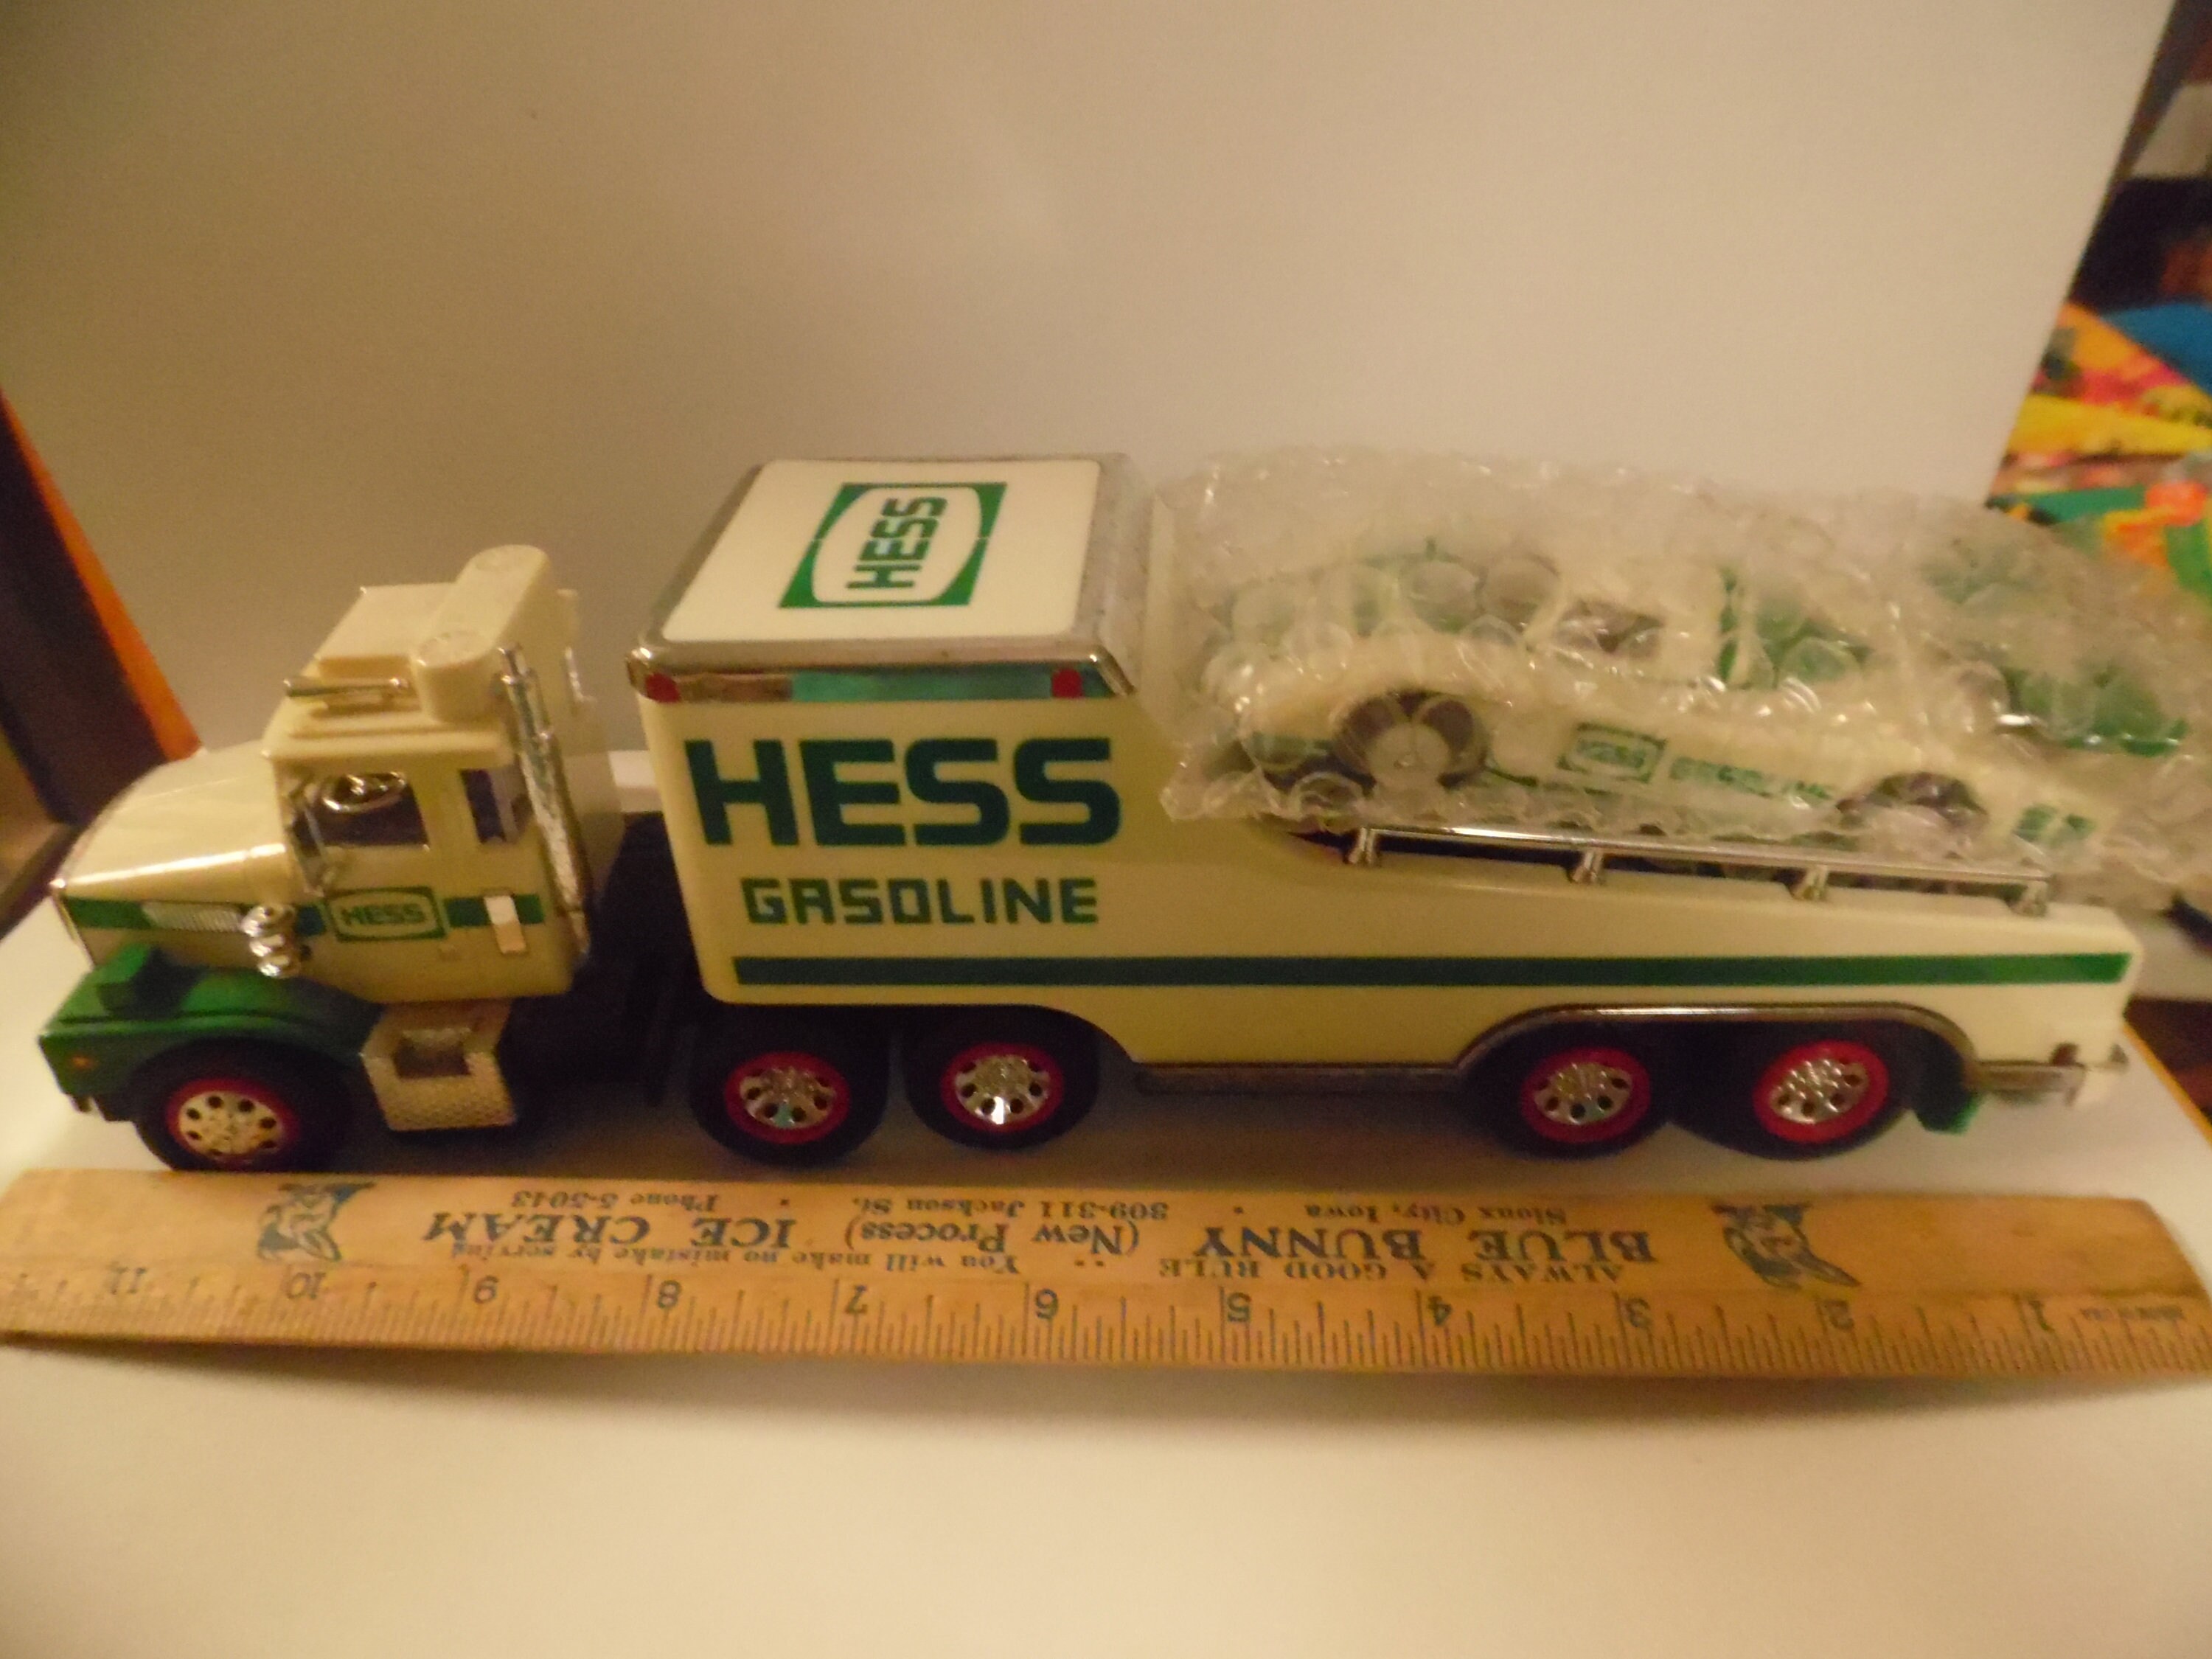 HESS
HESS
GASOLINE
HESS
HESS
GASOLINE
ALWAYS A GOOD RULE
You will make no mistake by serving
BLUE BUNNY (New Process) ICE CREAM
Sioux City, Iowa • 309-311 Jackson St. • Phone 5-5043
1 2 3 4 5 6 7 8 9 10 11